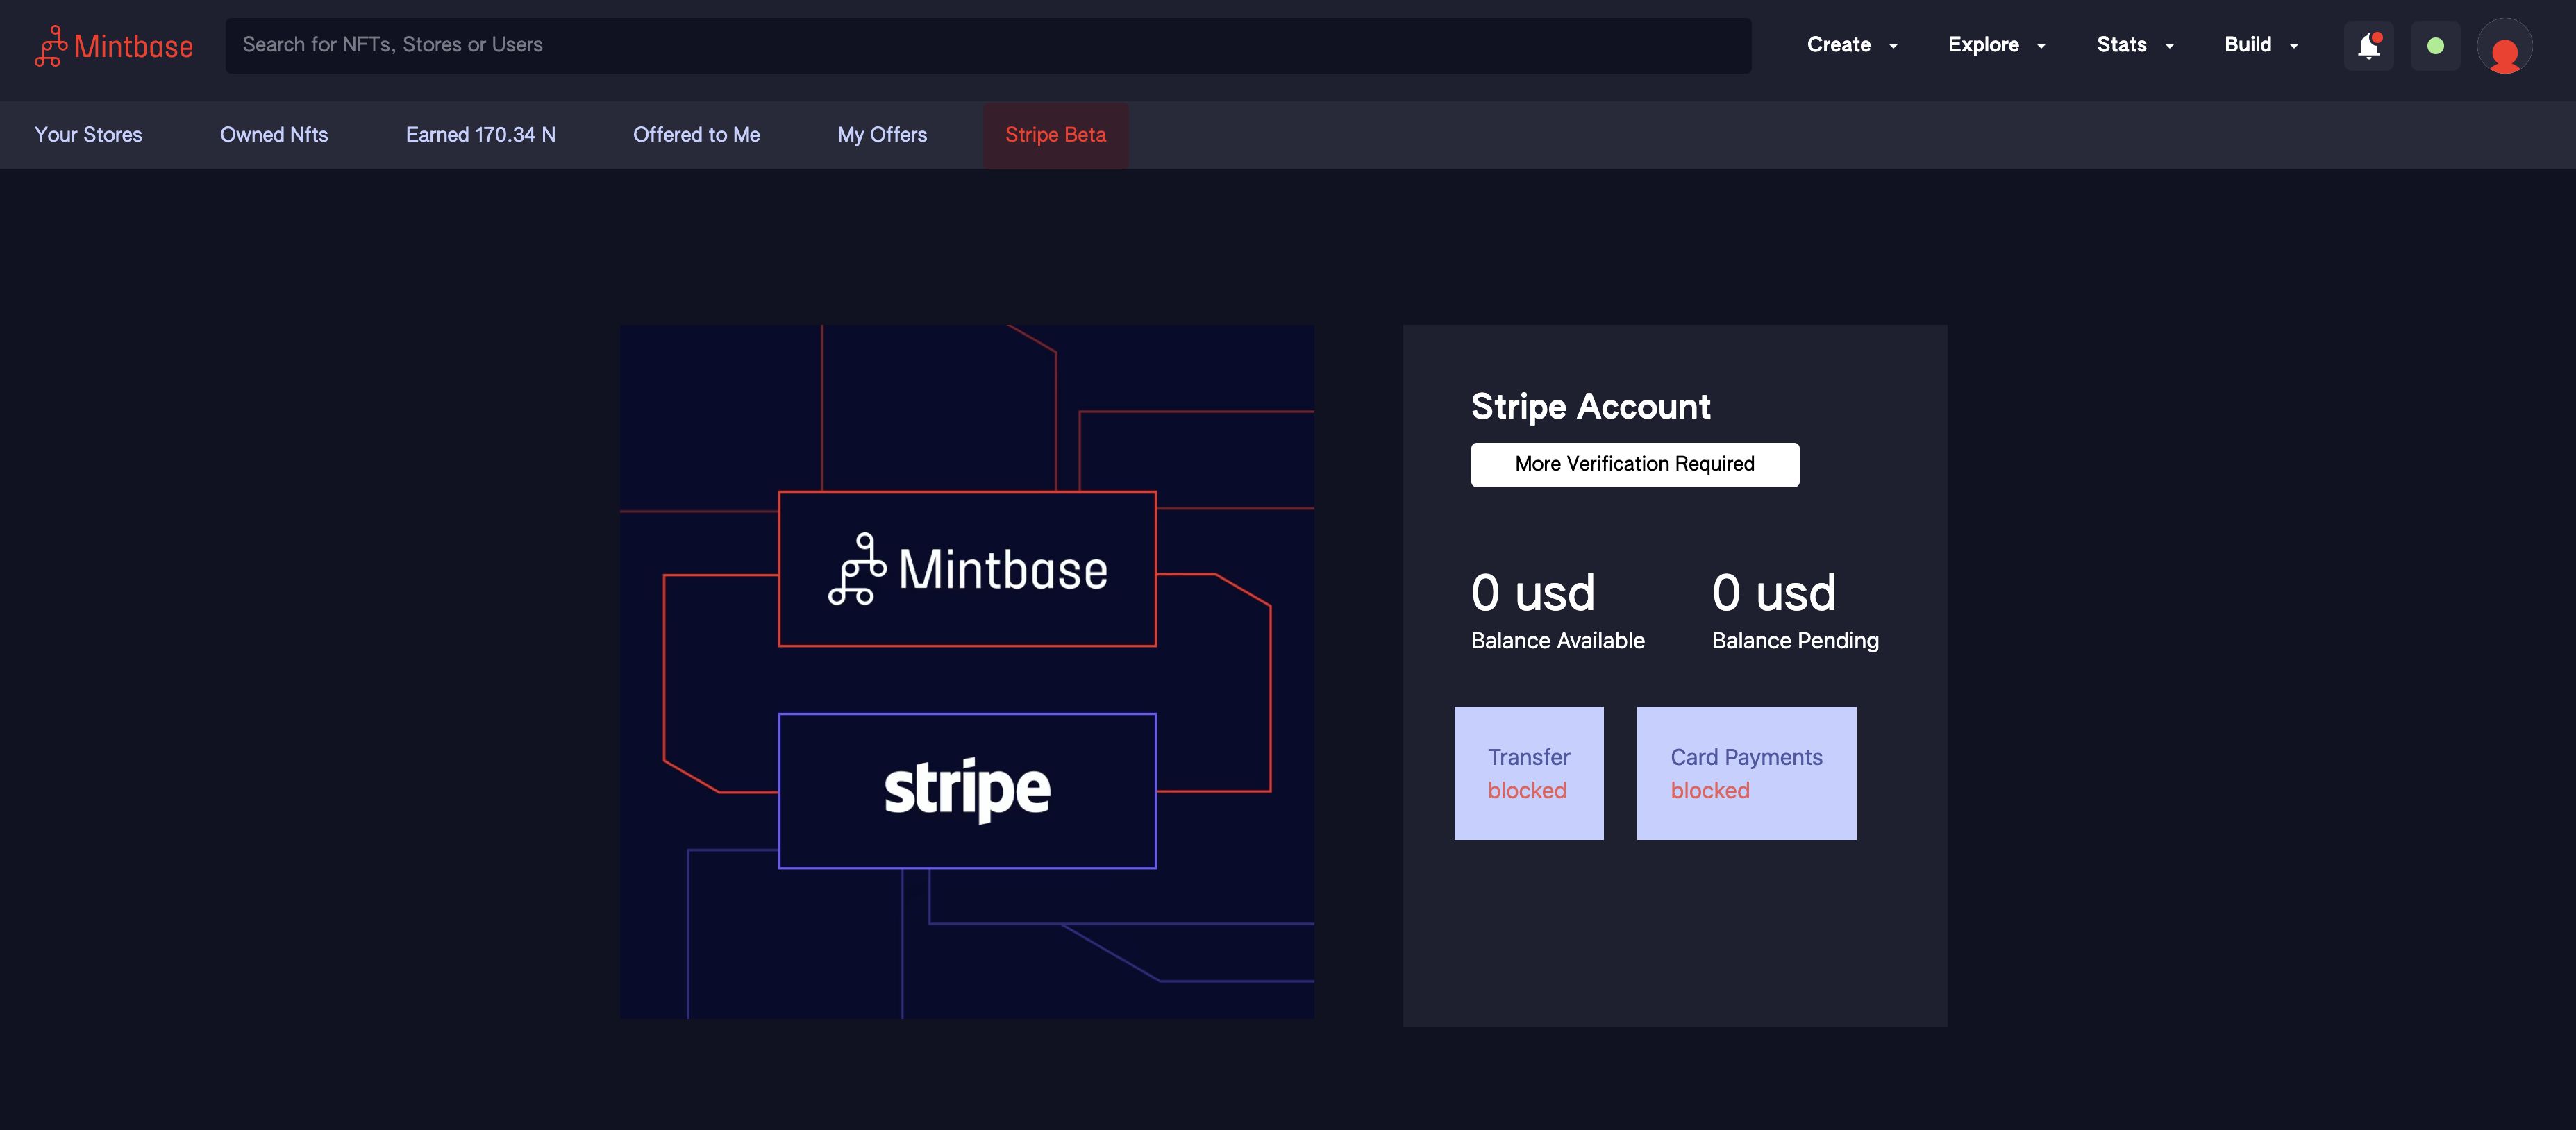 Mintbase
Search for NFTs, Stores or Users
Create
Explore
Stats
Build
Your Stores
Owned Nfts
Earned 170.34 N
Offered to Me
My Offers
Stripe Beta
Mintbase
stripe
Stripe Account
More Verification Required
0 usd
Balance Available
0 usd
Balance Pending
Transfer
blocked
Card Payments
blocked